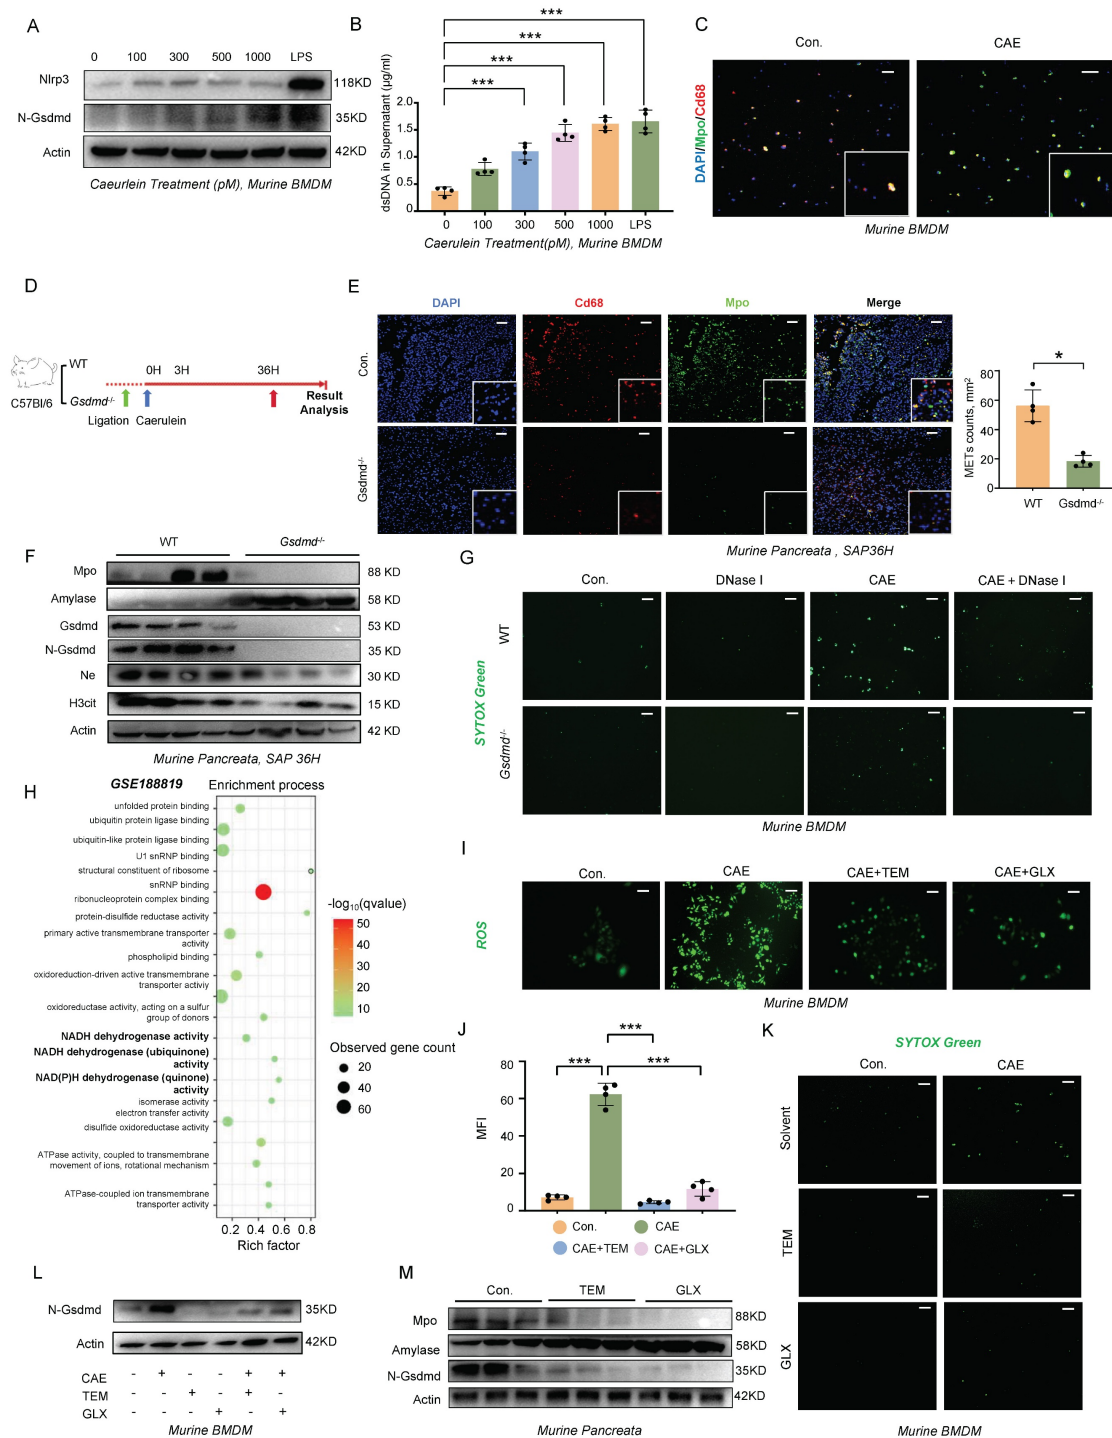 A
0 100 300 500 1000 LPS
Nlrp3
118KD
N-Gsdmd
35KD
Actin
42KD
Caeurlein Treatment (pM), Murine BMDM
B
***
***
***
***
dsDNA in Supernatant (μg/ml)
2.0
1.5
1.0
0.5
0
0 100 300 500 1000 LPS
Caerulein Treatment(pM), Murine BMDM
C
Con. CAE
DAPI/Mpo/Cd68
Murine BMDM
D
WT
C57Bl/6
Gsdmd-/-
0H 3H 36H
Ligation Caerulein
Result
Analysis
E
DAPI Cd68 Mpo Merge
Con.
Gsdmd-/-
Murine Pancreata , SAP36H
*
METs counts, mm²
80
60
40
20
0
WT Gsdmd-/-
F
WT Gsdmd-/-
Mpo 88 KD
Amylase 58 KD
Gsdmd 53 KD
N-Gsdmd 35 KD
Ne 30 KD
H3cit 15 KD
Actin 42 KD
Murine Pancreata, SAP 36H
G
Con. DNase I CAE CAE + DNase I
SYTOX Green
WT
Gsdmd-/-
Murine BMDM
H
GSE188819 Enrichment process
unfolded protein binding
ubiquitin protein ligase binding
ubiquitin-like protein ligase binding
U1 snRNP binding
structural constituent of ribosome
snRNP binding
ribonucleoprotein complex binding
protein-disulfide reductase activity
primary active transmembrane transporter
activity
phospholipid binding
oxidoreduction-driven active transmembrane
transporter activiy
oxidoreductase activity, acting on a sulfur
group of donors
NADH dehydrogenase activity
NADH dehydrogenase (ubiquinone)
activity
NAD(P)H dehydrogenase (quinone)
activity
isomerase activity
electron transfer activity
disulfide oxidoreductase activity
ATPase activity, coupled to transmembrane
movement of ions, rotational mechanism
ATPase-coupled ion transmembrane
transporter activity
0.2 0.4 0.6 0.8
Rich factor
-log10(qvalue)
50
40
30
20
10
Observed gene count
20
40
60
I
Con. CAE CAE+TEM CAE+GLX
ROS
Murine BMDM
J
***
***
***
MFI
80
60
40
20
0
Con. CAE
CAE+TEM CAE+GLX
K
SYTOX Green
Con. CAE
Solvent
TEM
GLX
Murine BMDM
L
N-Gsdmd 35KD
Actin 42KD
CAE - + - - + +
TEM - - + - +
GLX - - + +
Murine BMDM
M
Con. TEM GLX
Mpo 88KD
Amylase 58KD
N-Gsdmd 35KD
Actin 42KD
Murine Pancreata